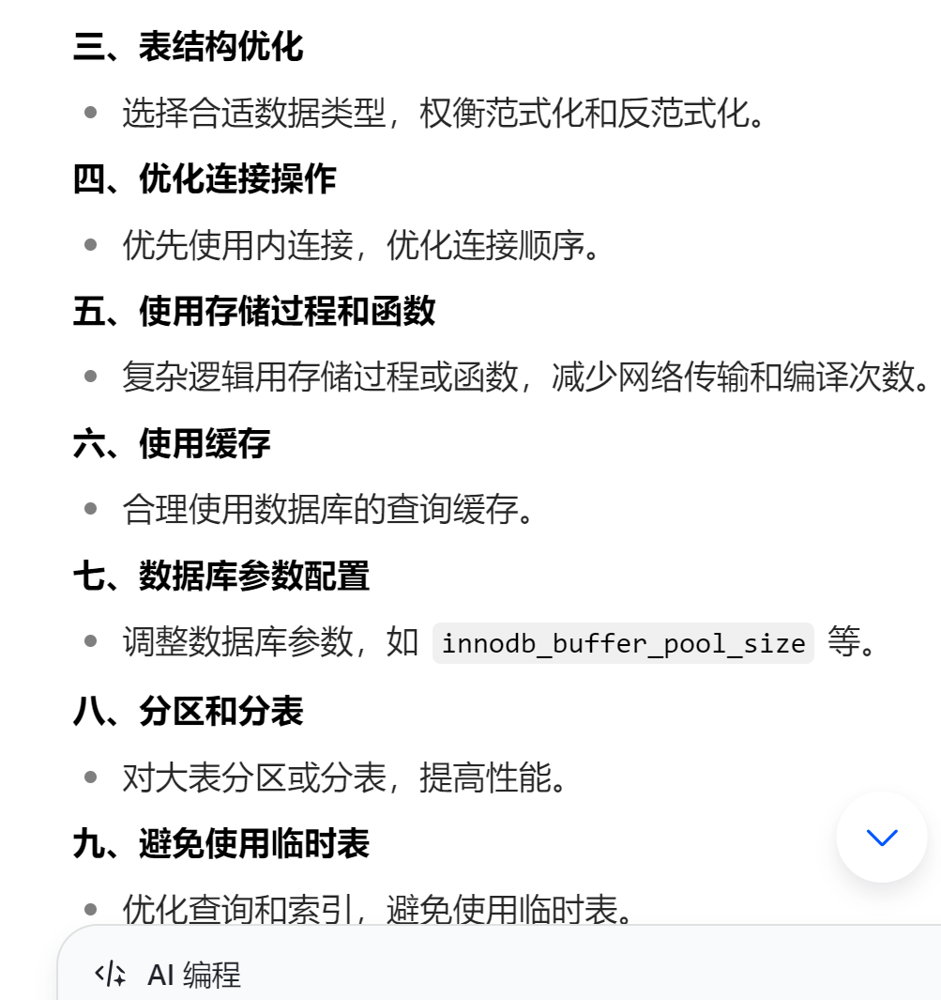 三、表结构优化
选择合适数据类型，权衡范式化和反范式化。
四、优化连接操作
优先使用内连接，优化连接顺序。
五、使用存储过程和函数
复杂逻辑用存储过程或函数，减少网络传输和编译次数。
六、使用缓存
合理使用数据库的查询缓存。
七、数据库参数配置
调整数据库参数，如 innodb_buffer_pool_size 等。
八、分区和分表
对大表分区或分表，提高性能。
九、避免使用临时表
优化查询和索引，避免使用临时表。
AI 编程